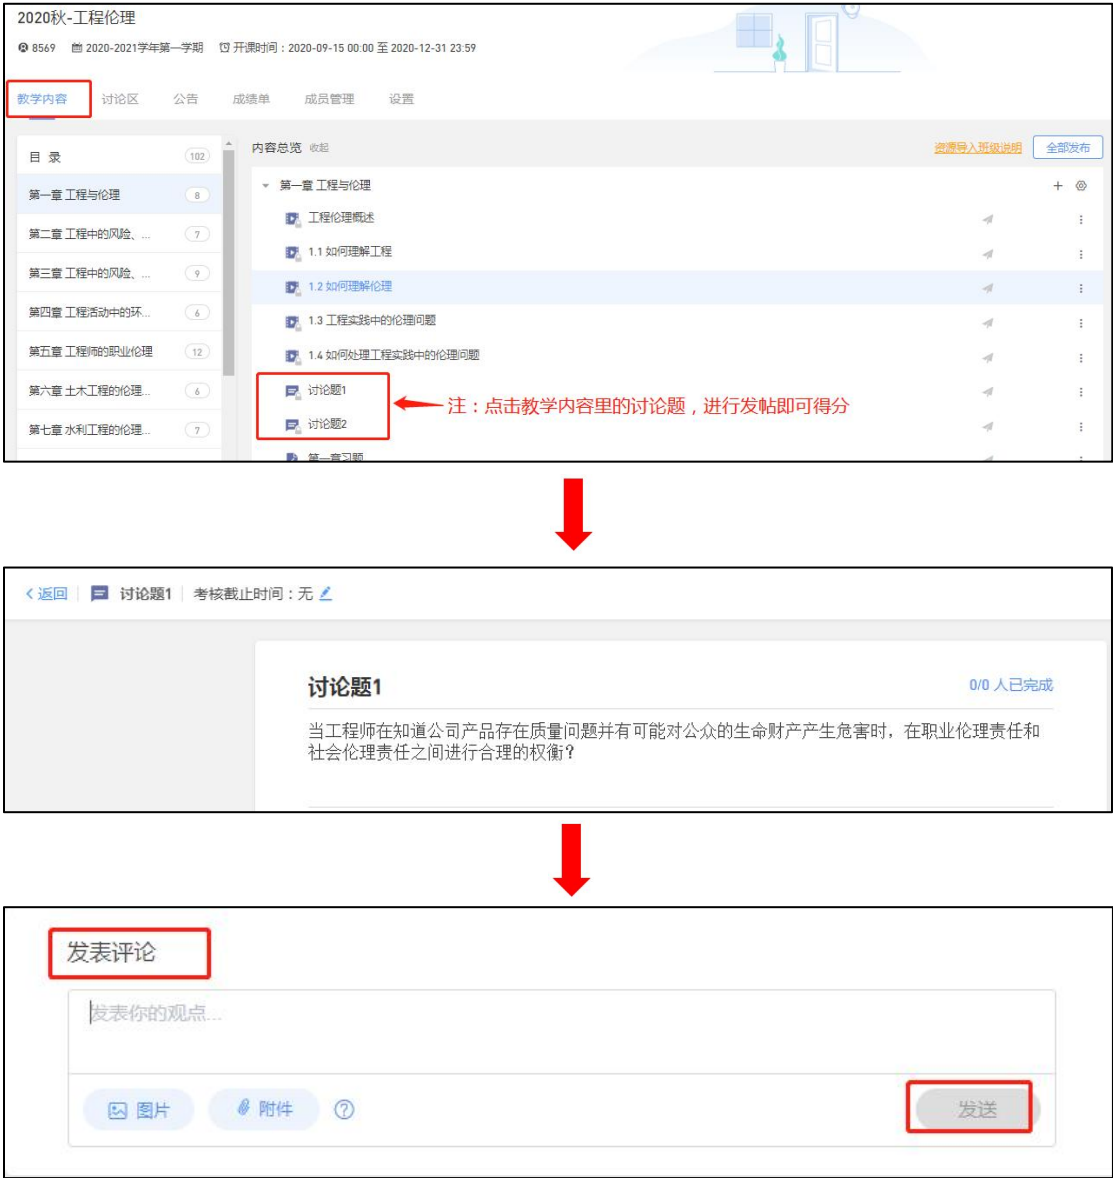 2020秋-工程伦理
8569 2020-2021学年第一学期 开课时间：2020-09-15 00:00 至 2020-12-31 23:59
教学内容 讨论区 公告 成绩单 成员管理 设置
目 录 102
第一章 工程与伦理 8
第二章 工程中的风险、... 7
第三章 工程中的风险、... 9
第四章 工程活动中的环... 6
第五章 工程师的职业伦理 12
第六章 土木工程的伦理... 6
第七章 水利工程的伦理... 7
内容总览 收起 资源导入班级说明 全部发布
第一章 工程与伦理
工程伦理概述
1.1 如何理解工程
1.2 如何理解伦理
1.3 工程实践中的伦理问题
1.4 如何处理工程实践中的伦理问题
讨论题1
注：点击教学内容里的讨论题，进行发帖即可得分
讨论题2
第一章习题
返回 讨论题1 考核截止时间：无
讨论题1 0/0 人已完成
当工程师在知道公司产品存在质量问题并有可能对公众的生命财产产生危害时，在职业伦理责任和
社会伦理责任之间进行合理的权衡？
发表评论
发表你的观点...
图片 附件 ?
发送